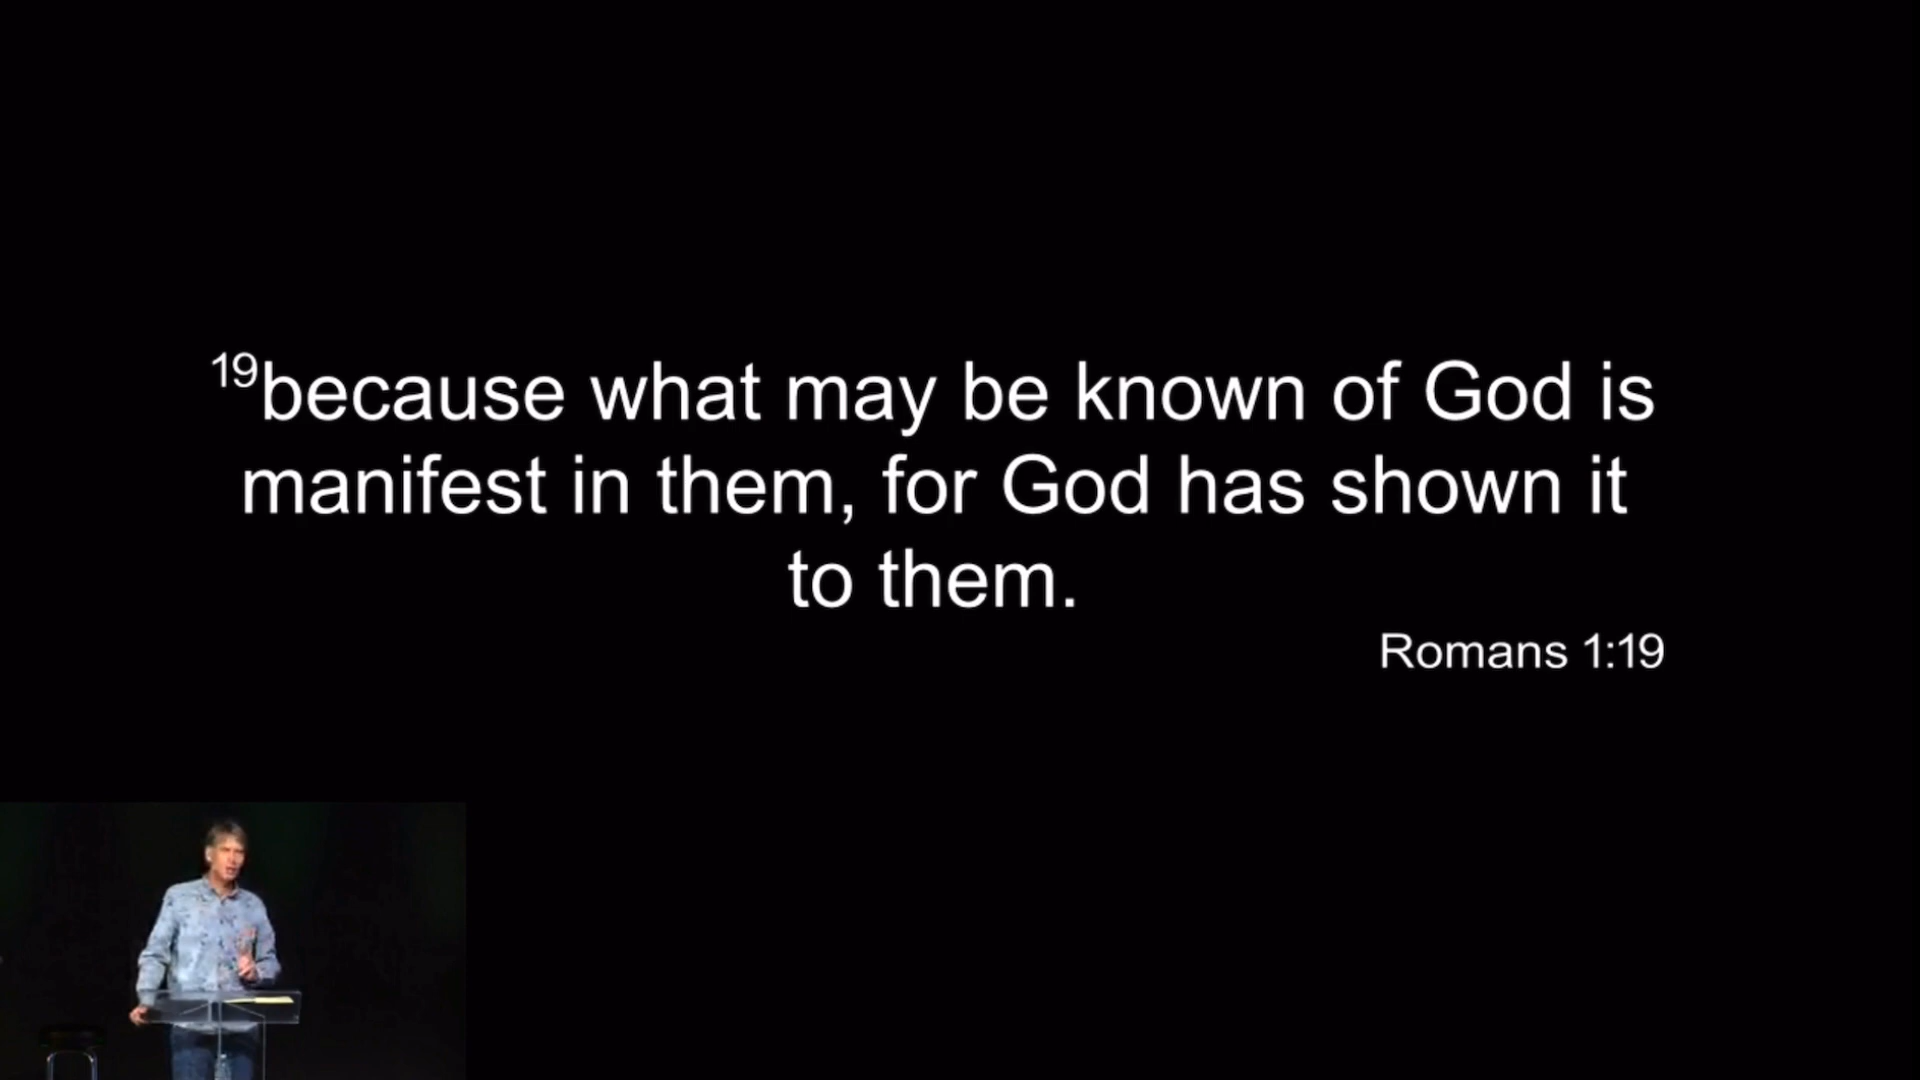 19because what may be known of God is
manifest in them, for God has shown it
to them.
Romans 1:19